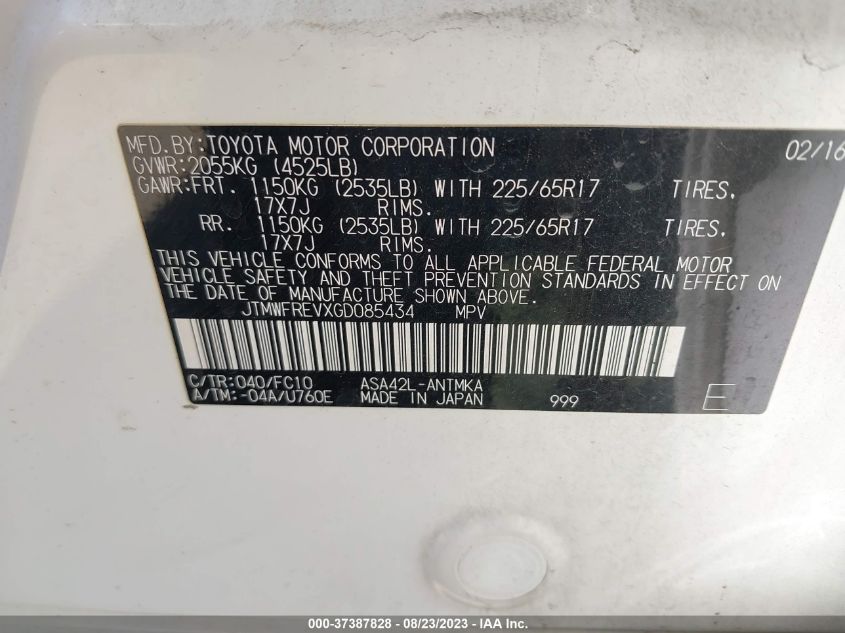 MFD.BY:TOYOTA MOTOR CORPORATION 02/16
GVWR:2055KG (4525LB)
GAWR:FRT. 1150KG (2535LB) WITH 225/65R17 TIRES,
17X7J RIMS.
RR. 1150KG (2535LB) WITH 225/65R17 TIRES,
17X7J RIMS.
THIS VEHICLE CONFORMS TO ALL APPLICABLE FEDERAL MOTOR
VEHICLE SAFETY AND THEFT PREVENTION STANDARDS IN EFFECT ON
THE DATE OF MANUFACTURE SHOWN ABOVE.
JTMWFREVXGD085434 MPV
C/TR:040/FC10 ASA42L-ANTMKA
A/TM:-04A/U760E MADE IN JAPAN 999 E
000-37387828 - 08/23/2023 - IAA Inc.